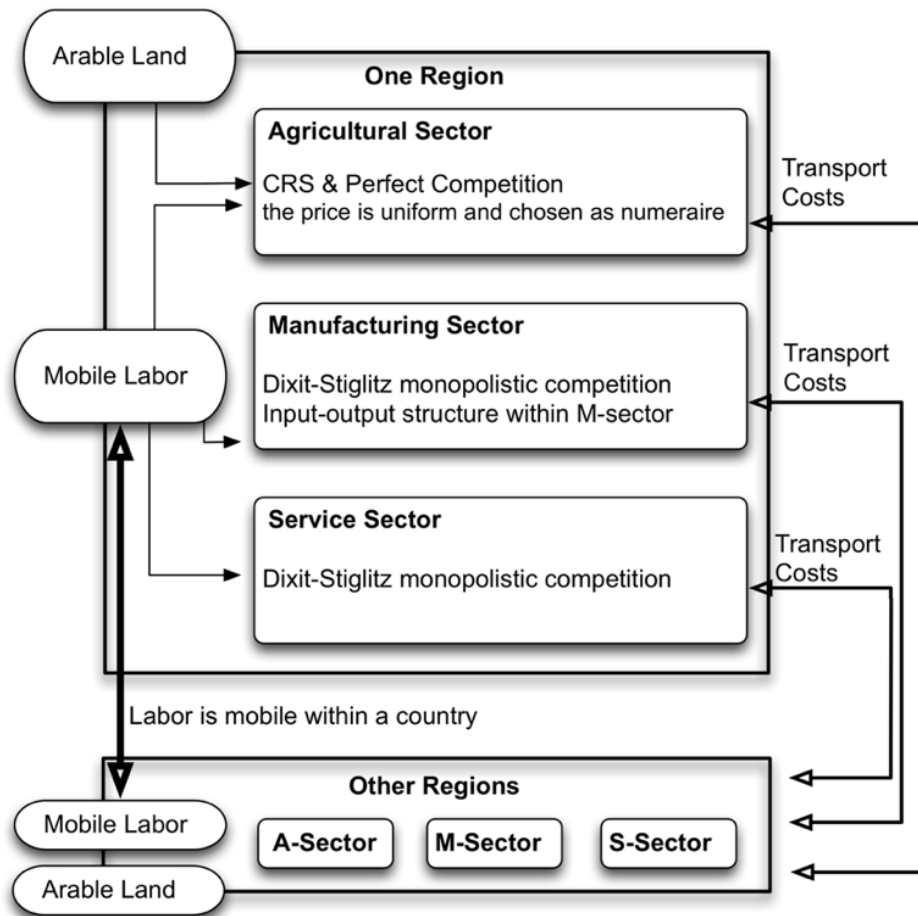 Arable Land
One Region
Agricultural Sector
CRS & Perfect Competition
the price is uniform and chosen as numeraire
Transport
Costs
Mobile Labor
Manufacturing Sector
Dixit-Stiglitz monopolistic competition
Input-output structure within M-sector
Transport
Costs
Service Sector
Dixit-Stiglitz monopolistic competition
Transport
Costs
Labor is mobile within a country
Other Regions
Mobile Labor
A-Sector
M-Sector
S-Sector
Arable Land